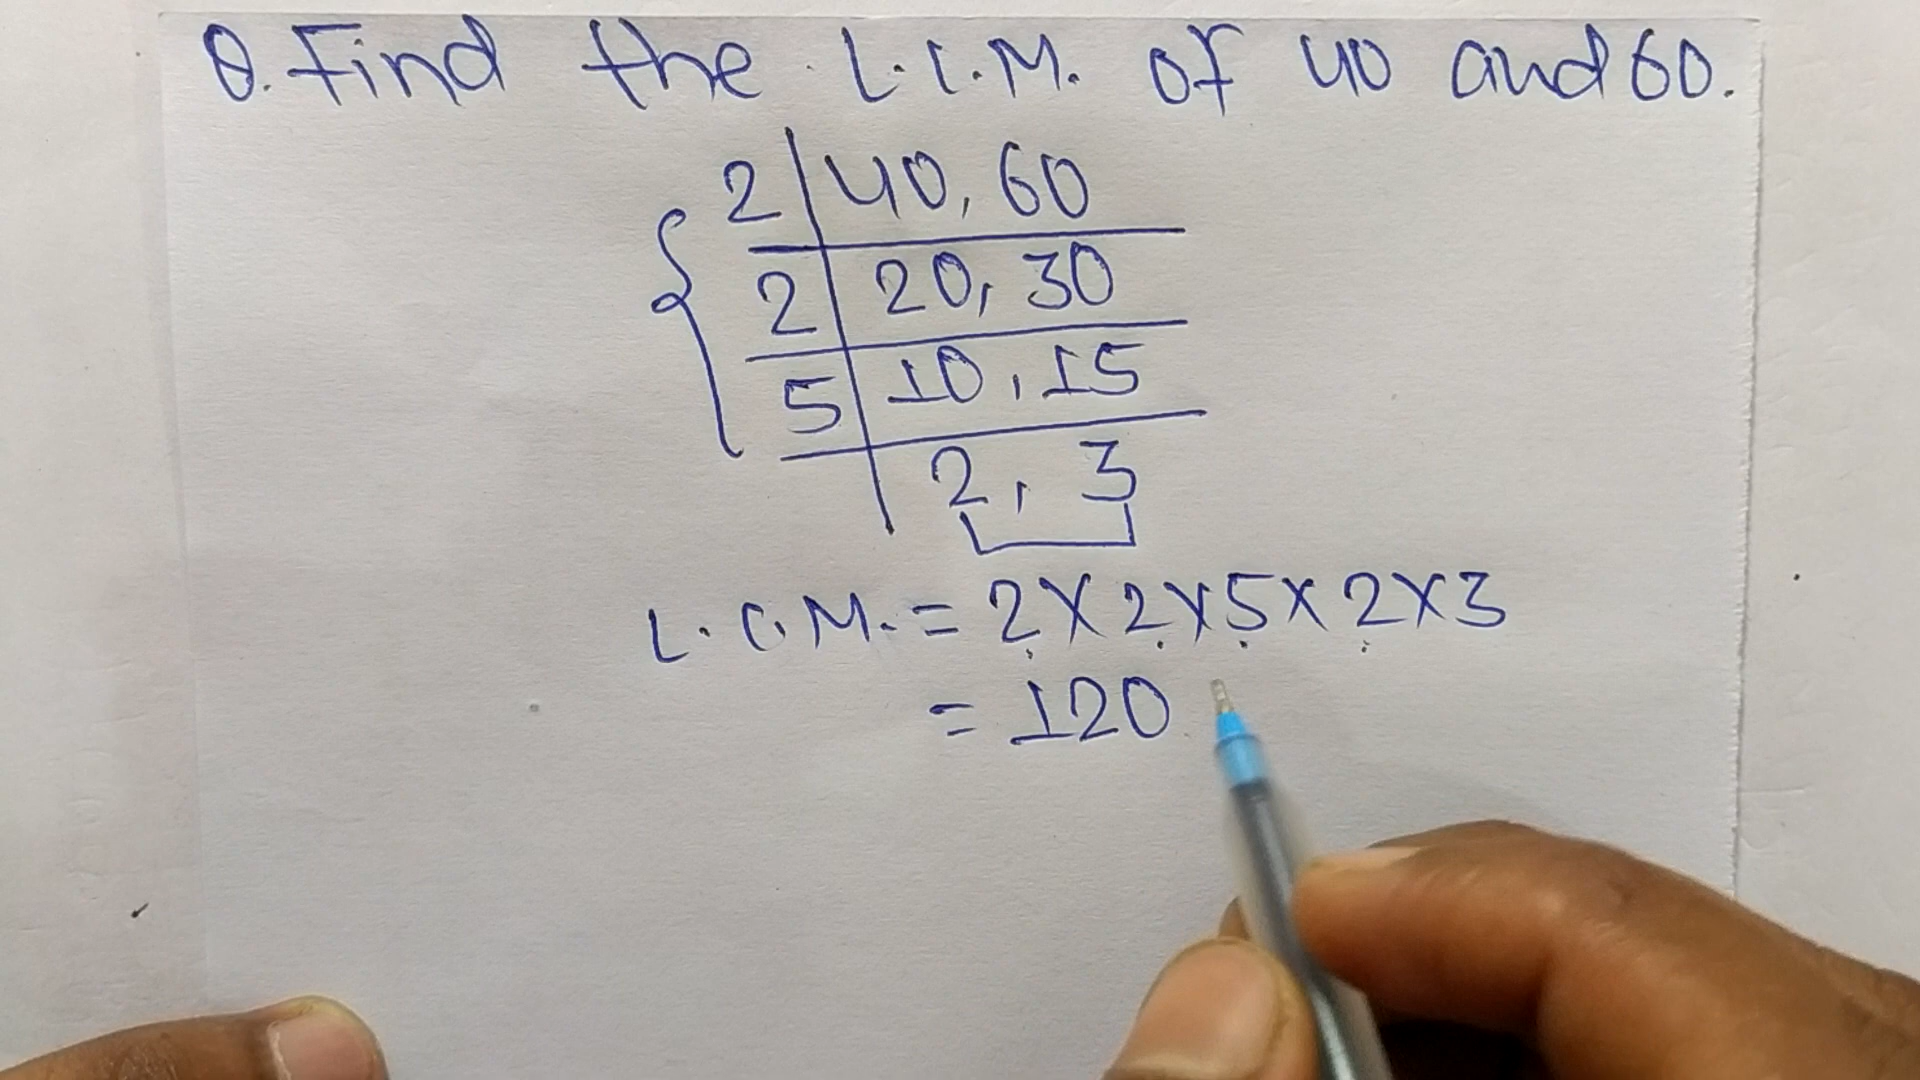 Q. Find the L.C.M. of 40 and 60.
2 | 40, 60
2 | 20, 30
5 | 10, 15
2, 3
L.C.M. = 2 X 2 X 5 X 2 X 3
= 120